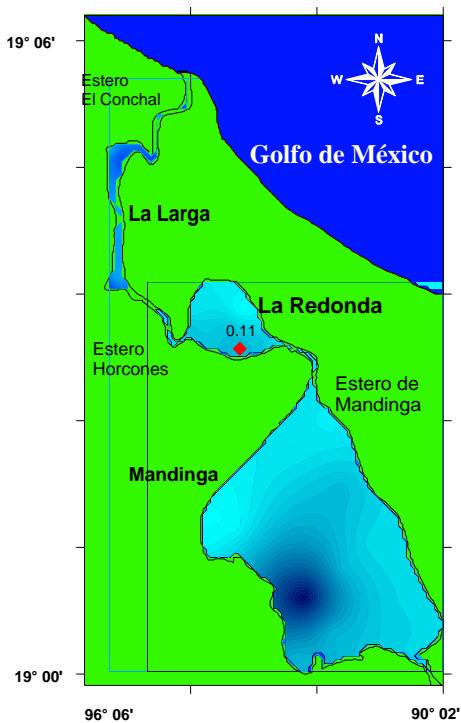 19° 06'
N
W E
S
Estero
El Conchal
Golfo de México
La Larga
La Redonda
0.11
Estero
Horcones
Estero de
Mandinga
Mandinga
19° 00'
96° 06' 90° 02'